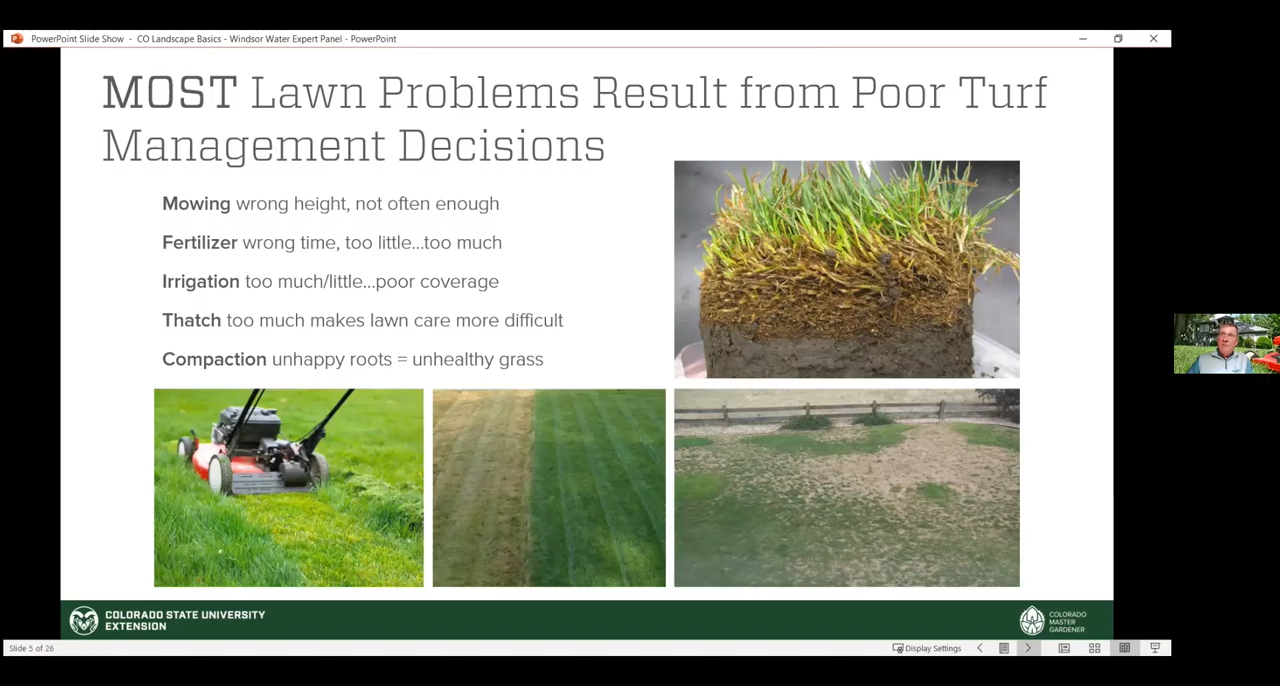 PowerPoint Slide Show - CO Landscape Basics - Windsor Water Expert Panel - PowerPoint
MOST Lawn Problems Result from Poor Turf
Management Decisions
Mowing wrong height, not often enough
Fertilizer wrong time, too little...too much
Irrigation too much/little...poor coverage
Thatch too much makes lawn care more difficult
Compaction unhappy roots = unhealthy grass
COLORADO STATE UNIVERSITY
EXTENSION
COLORADO
MASTER
GARDENER
Slide 5 of 26
Display Settings